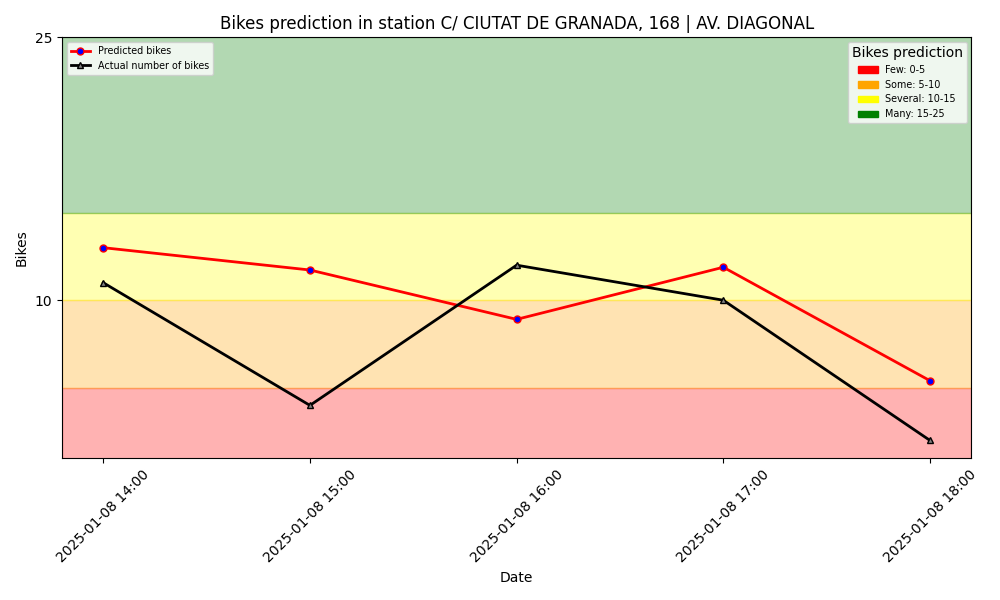 Bikes prediction in station C/ CIUTAT DE GRANADA, 168 | AV. DIAGONAL
25
10
Bikes
Predicted bikes
Actual number of bikes
Bikes prediction
Few: 0-5
Some: 5-10
Several: 10-15
Many: 15-25
2025-01-08 14:00
2025-01-08 15:00
2025-01-08 16:00
2025-01-08 17:00
2025-01-08 18:00
Date